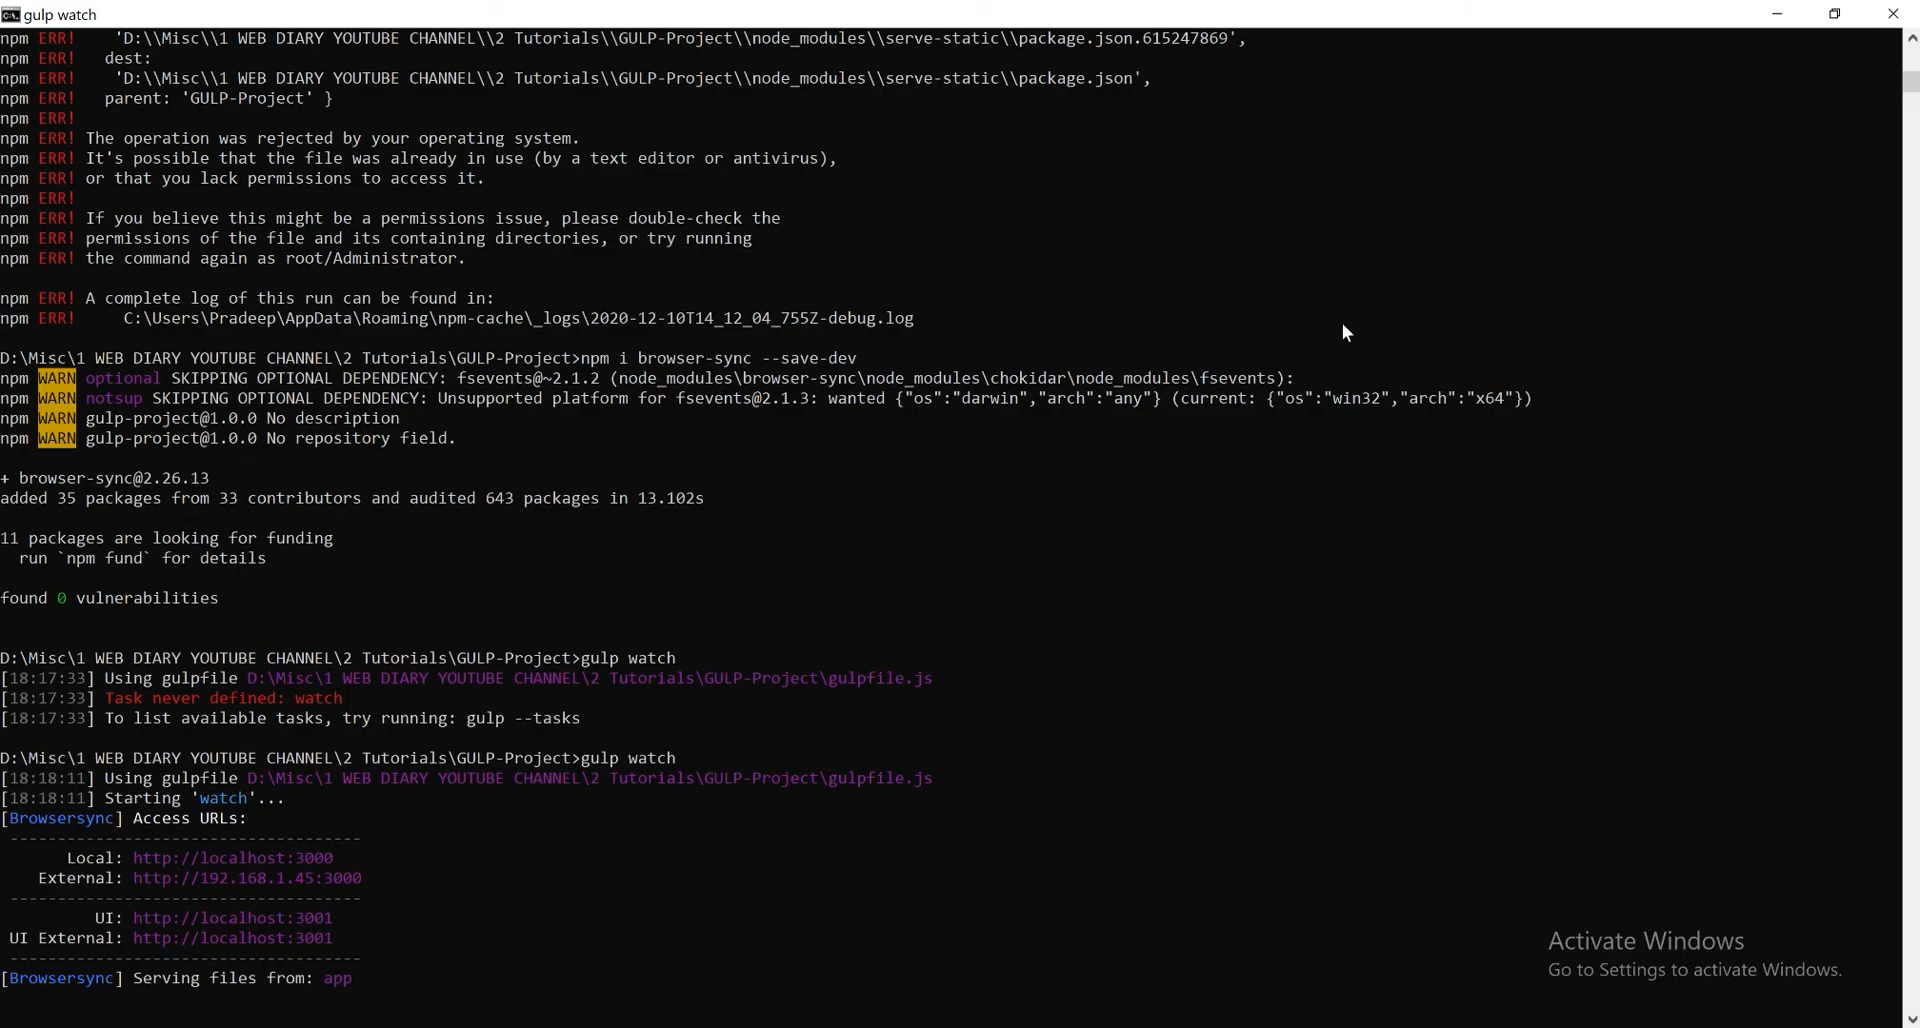 gulp watch
npm ERR!   'D:\\Misc\\1 WEB DIARY YOUTUBE CHANNEL\\2 Tutorials\\GULP-Project\\node_modules\\serve-static\\package.json.615247869',
npm ERR!   dest:
npm ERR!    'D:\\Misc\\1 WEB DIARY YOUTUBE CHANNEL\\2 Tutorials\\GULP-Project\\node_modules\\serve-static\\package.json',
npm ERR!   parent: 'GULP-Project' }
npm ERR!
npm ERR! The operation was rejected by your operating system.
npm ERR! It's possible that the file was already in use (by a text editor or antivirus),
npm ERR! or that you lack permissions to access it.
npm ERR!
npm ERR! If you believe this might be a permissions issue, please double-check the
npm ERR! permissions of the file and its containing directories, or try running
npm ERR! the command again as root/Administrator.
npm ERR! A complete log of this run can be found in:
npm ERR!     C:\Users\Pradeep\AppData\Roaming\npm-cache\_logs\2020-12-10T14_12_04_755Z-debug.log
D:\Misc\1 WEB DIARY YOUTUBE CHANNEL\2 Tutorials\GULP-Project>npm i browser-sync --save-dev
npm WARN optional SKIPPING OPTIONAL DEPENDENCY: fsevents@~2.1.2 (node_modules\browser-sync\node_modules\chokidar\node_modules\fsevents):
npm WARN notsup SKIPPING OPTIONAL DEPENDENCY: Unsupported platform for fsevents@2.1.3: wanted {"os":"darwin","arch":"any"} (current: {"os":"win32","arch":"x64"})
npm WARN gulp-project@1.0.0 No description
npm WARN gulp-project@1.0.0 No repository field.
+ browser-sync@2.26.13
added 35 packages from 33 contributors and audited 643 packages in 13.102s
11 packages are looking for funding
  run `npm fund` for details
found 0 vulnerabilities
D:\Misc\1 WEB DIARY YOUTUBE CHANNEL\2 Tutorials\GULP-Project>gulp watch
[18:17:33] Using gulpfile D:\Misc\1 WEB DIARY YOUTUBE CHANNEL\2 Tutorials\GULP-Project\gulpfile.js
[18:17:33] Task never defined: watch
[18:17:33] To list available tasks, try running: gulp --tasks
D:\Misc\1 WEB DIARY YOUTUBE CHANNEL\2 Tutorials\GULP-Project>gulp watch
[18:18:11] Using gulpfile D:\Misc\1 WEB DIARY YOUTUBE CHANNEL\2 Tutorials\GULP-Project\gulpfile.js
[18:18:11] Starting 'watch'...
[Browsersync] Access URLs:
 -------------------------------------
      Local: http://localhost:3000
   External: http://192.168.1.45:3000
 -------------------------------------
         UI: http://localhost:3001
UI External: http://localhost:3001
 -------------------------------------
[Browsersync] Serving files from: app
Activate Windows
Go to Settings to activate Windows.